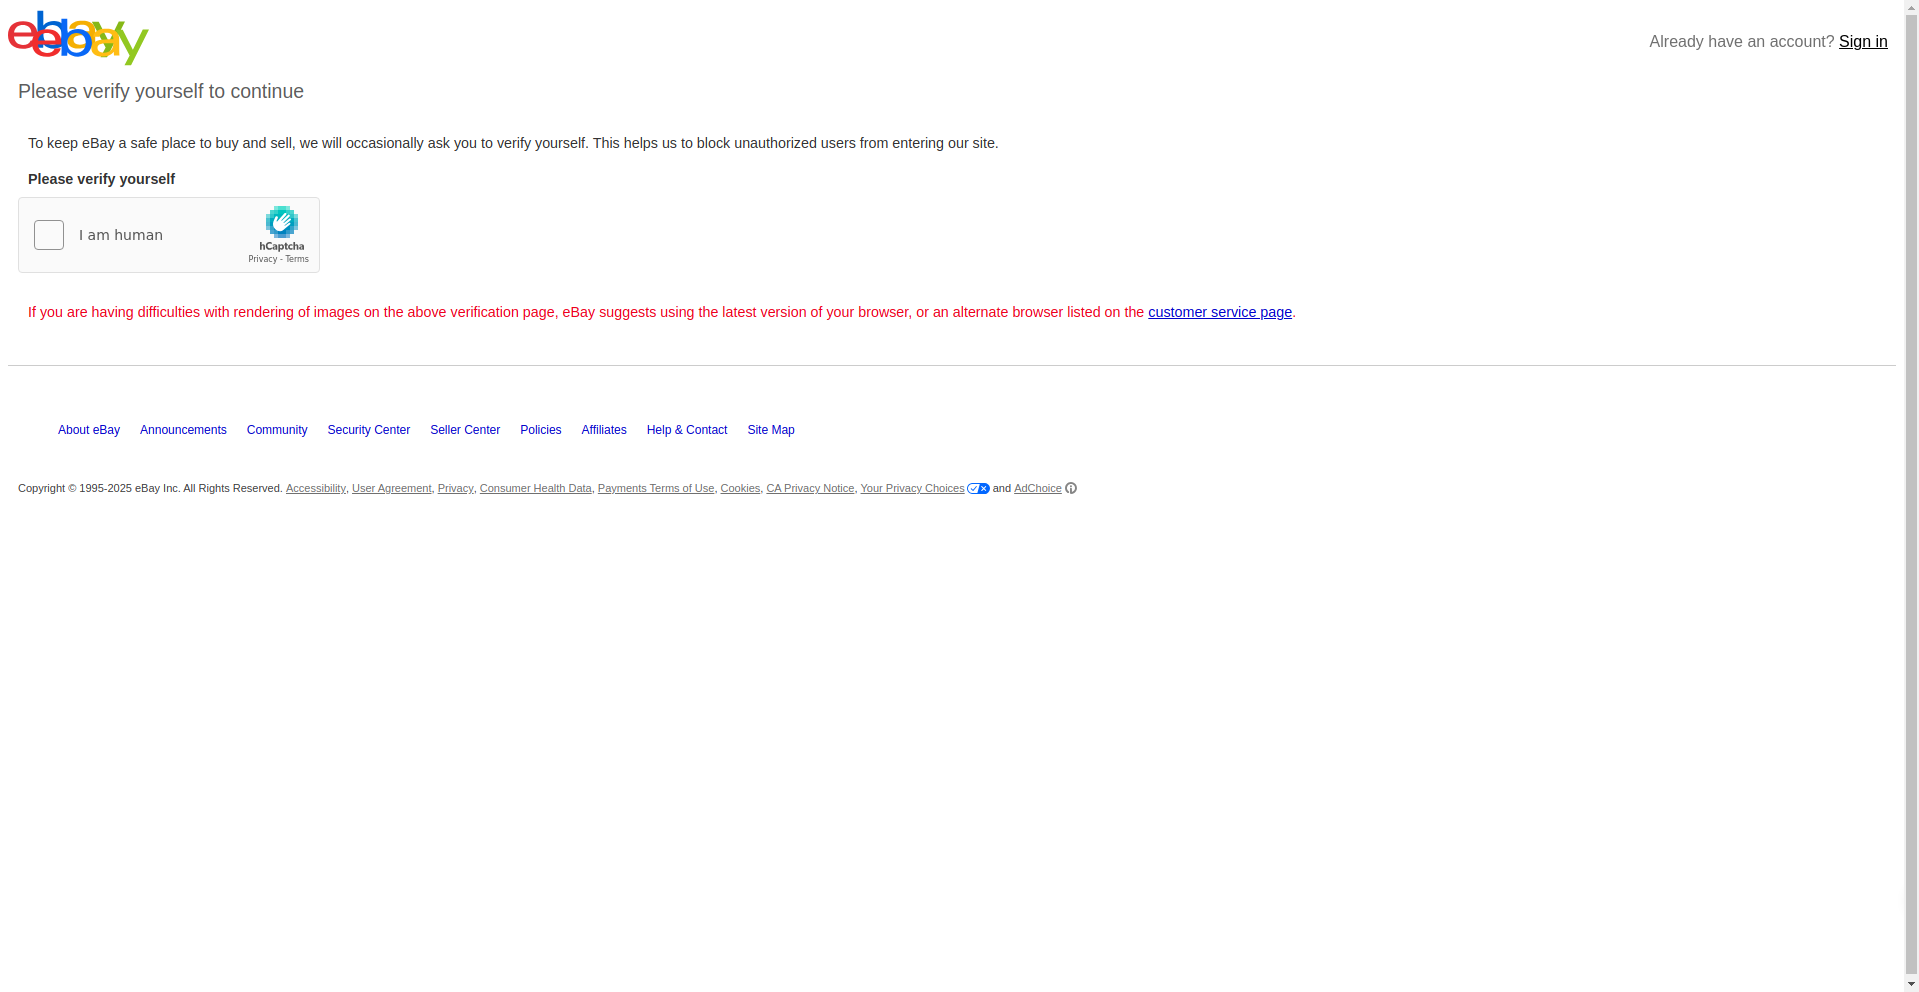 ebay
Already have an account? Sign in
Please verify yourself to continue
To keep eBay a safe place to buy and sell, we will occasionally ask you to verify yourself. This helps us to block unauthorized users from entering our site.
Please verify yourself
I am human
hCaptcha
Privacy - Terms
If you are having difficulties with rendering of images on the above verification page, eBay suggests using the latest version of your browser, or an alternate browser listed on the customer service page.
About eBay Announcements Community Security Center Seller Center Policies Affiliates Help & Contact Site Map
Copyright © 1995-2025 eBay Inc. All Rights Reserved. Accessibility, User Agreement, Privacy, Consumer Health Data, Payments Terms of Use, Cookies, CA Privacy Notice, Your Privacy Choices and AdChoice